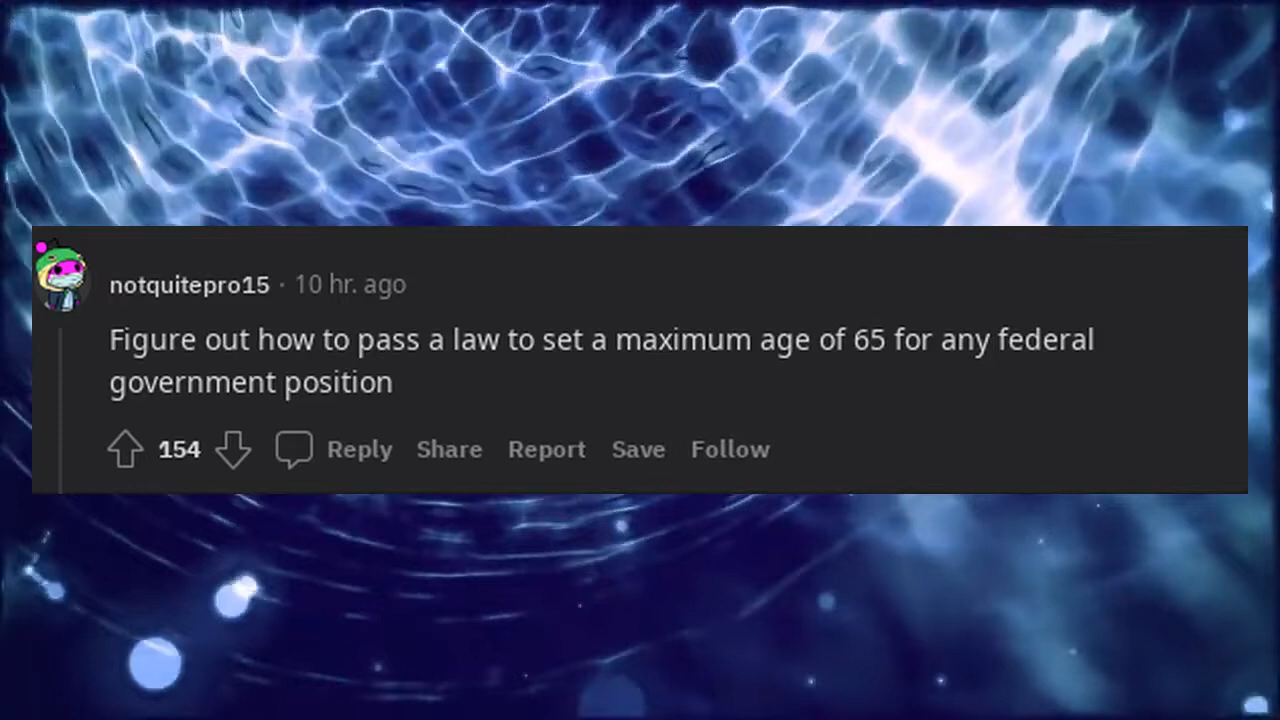 notquitepro15 · 10 hr. ago
Figure out how to pass a law to set a maximum age of 65 for any federal
government position
154 Reply Share Report Save Follow